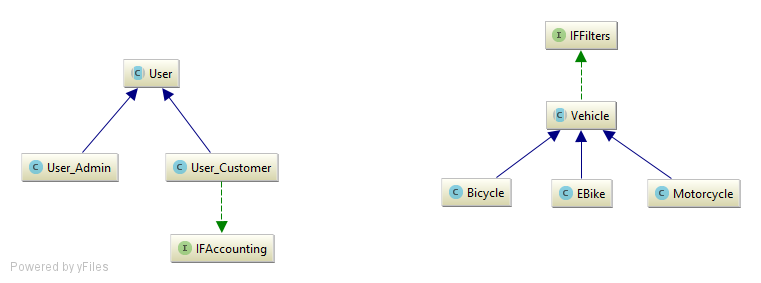 C User
C User_Admin
C User_Customer
I IFAccounting
I IFFilters
C Vehicle
C Bicycle
C EBike
C Motorcycle
Powered by yFiles